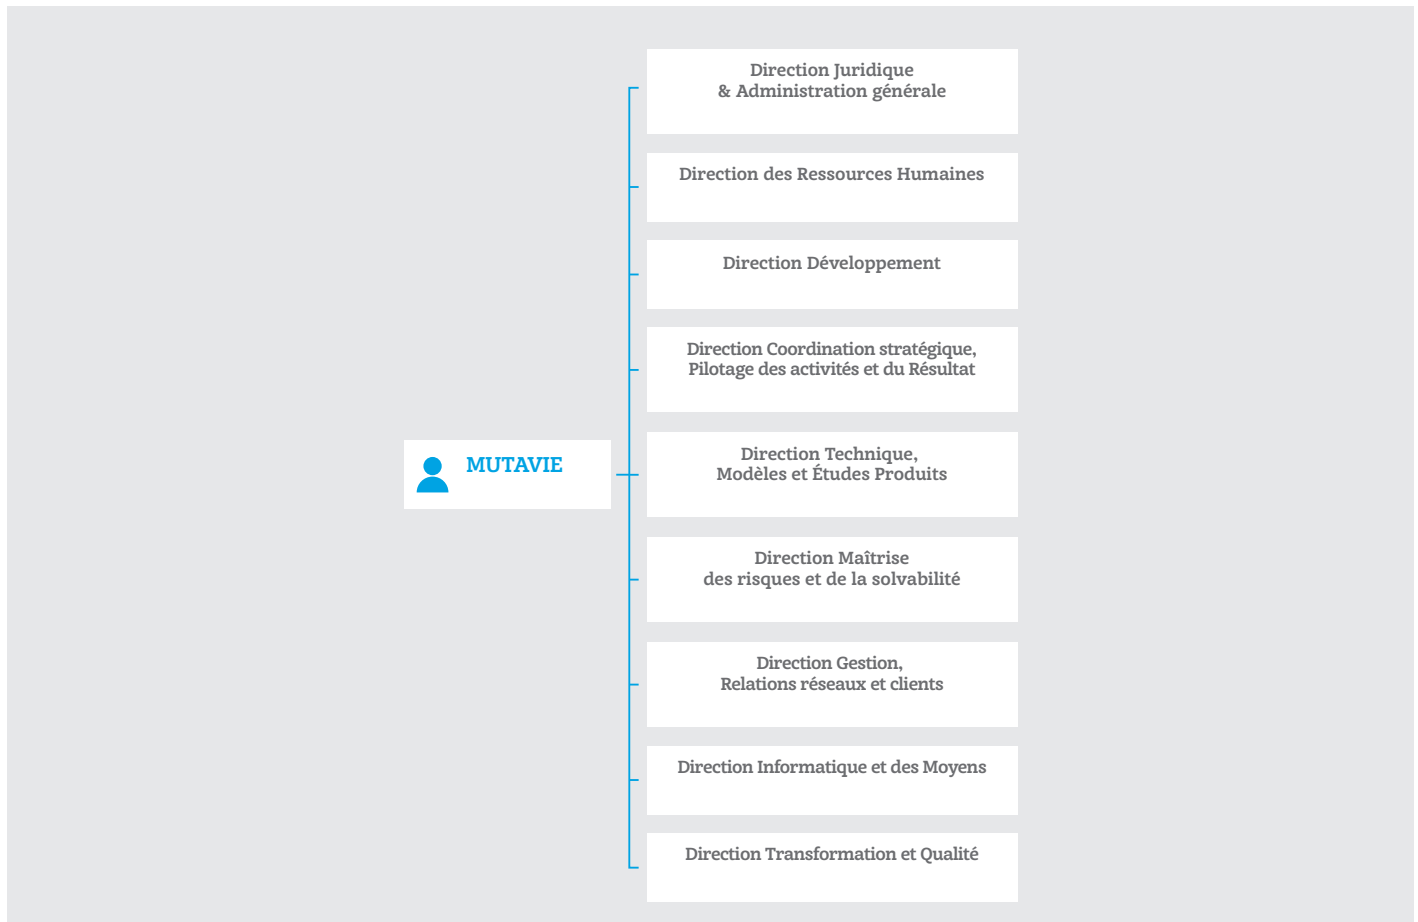 Direction Juridique
& Administration générale
Direction des Ressources Humaines
Direction Développement
Direction Coordination stratégique,
Pilotage des activités et du Résultat
MUTAVIE
Direction Technique,
Modèles et Études Produits
Direction Maîtrise
des risques et de la solvabilité
Direction Gestion,
Relations réseaux et clients
Direction Informatique et des Moyens
Direction Transformation et Qualité